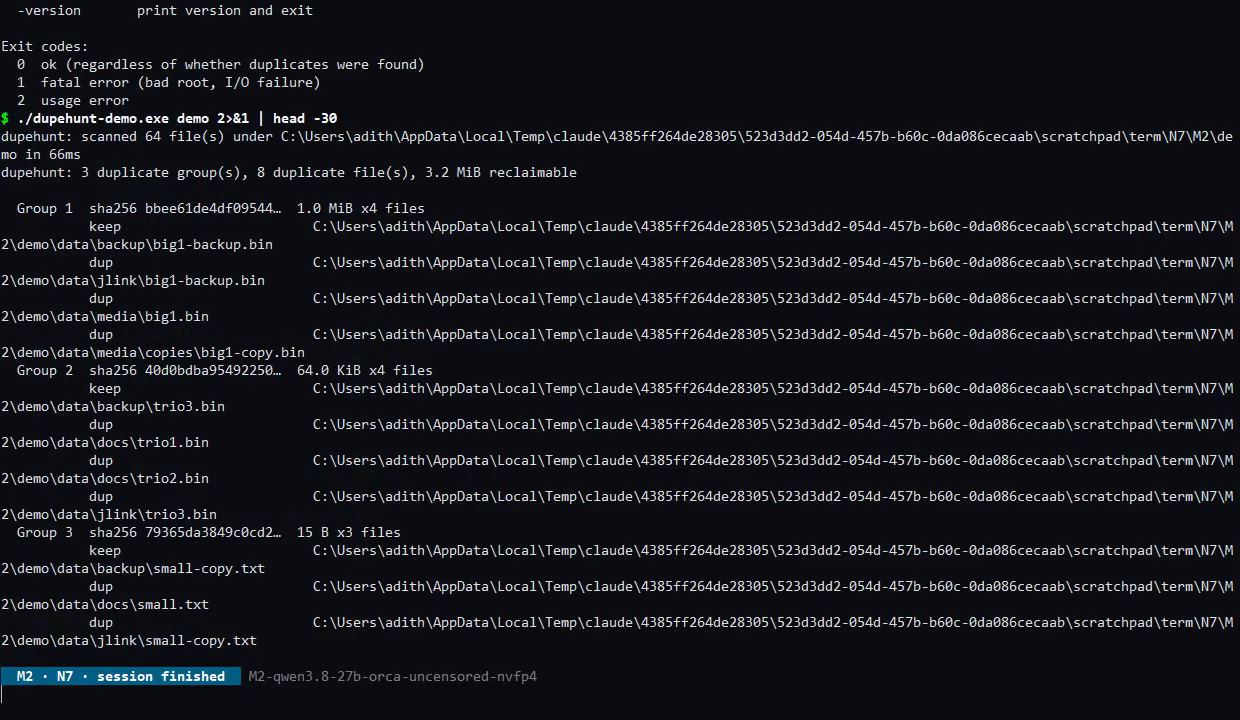 -version       print version and exit
Exit codes:
0  ok (regardless of whether duplicates were found)
1  fatal error (bad root, I/O failure)
2  usage error
$ ./dupehunt-demo.exe demo 2>&1 | head -30
dupehunt: scanned 64 file(s) under C:\Users\adith\AppData\Local\Temp\claude\4385ff264de28305\523d3dd2-054d-457b-b60c-0da086cecaab\scratchpad\term\N7\M2\de
mo in 66ms
dupehunt: 3 duplicate group(s), 8 duplicate file(s), 3.2 MiB reclaimable
Group 1  sha256 bbee61de4df09544…  1.0 MiB x4 files
keep                        C:\Users\adith\AppData\Local\Temp\claude\4385ff264de28305\523d3dd2-054d-457b-b60c-0da086cecaab\scratchpad\term\N7\M
2\demo\data\backup\big1-backup.bin
dup                         C:\Users\adith\AppData\Local\Temp\claude\4385ff264de28305\523d3dd2-054d-457b-b60c-0da086cecaab\scratchpad\term\N7\M
2\demo\data\jlink\big1-backup.bin
dup                         C:\Users\adith\AppData\Local\Temp\claude\4385ff264de28305\523d3dd2-054d-457b-b60c-0da086cecaab\scratchpad\term\N7\M
2\demo\data\media\big1.bin
dup                         C:\Users\adith\AppData\Local\Temp\claude\4385ff264de28305\523d3dd2-054d-457b-b60c-0da086cecaab\scratchpad\term\N7\M
2\demo\data\media\copies\big1-copy.bin
Group 2  sha256 40d0bdba95492250…  64.0 KiB x4 files
keep                        C:\Users\adith\AppData\Local\Temp\claude\4385ff264de28305\523d3dd2-054d-457b-b60c-0da086cecaab\scratchpad\term\N7\M
2\demo\data\backup\trio3.bin
dup                         C:\Users\adith\AppData\Local\Temp\claude\4385ff264de28305\523d3dd2-054d-457b-b60c-0da086cecaab\scratchpad\term\N7\M
2\demo\data\docs\trio1.bin
dup                         C:\Users\adith\AppData\Local\Temp\claude\4385ff264de28305\523d3dd2-054d-457b-b60c-0da086cecaab\scratchpad\term\N7\M
2\demo\data\docs\trio2.bin
dup                         C:\Users\adith\AppData\Local\Temp\claude\4385ff264de28305\523d3dd2-054d-457b-b60c-0da086cecaab\scratchpad\term\N7\M
2\demo\data\jlink\trio3.bin
Group 3  sha256 79365da3849c0cd2…  15 B x3 files
keep                        C:\Users\adith\AppData\Local\Temp\claude\4385ff264de28305\523d3dd2-054d-457b-b60c-0da086cecaab\scratchpad\term\N7\M
2\demo\data\backup\small-copy.txt
dup                         C:\Users\adith\AppData\Local\Temp\claude\4385ff264de28305\523d3dd2-054d-457b-b60c-0da086cecaab\scratchpad\term\N7\M
2\demo\data\docs\small.txt
dup                         C:\Users\adith\AppData\Local\Temp\claude\4385ff264de28305\523d3dd2-054d-457b-b60c-0da086cecaab\scratchpad\term\N7\M
2\demo\data\jlink\small-copy.txt
M2 · N7 · session finished  M2-qwen3.8-27b-orca-uncensored-nvfp4